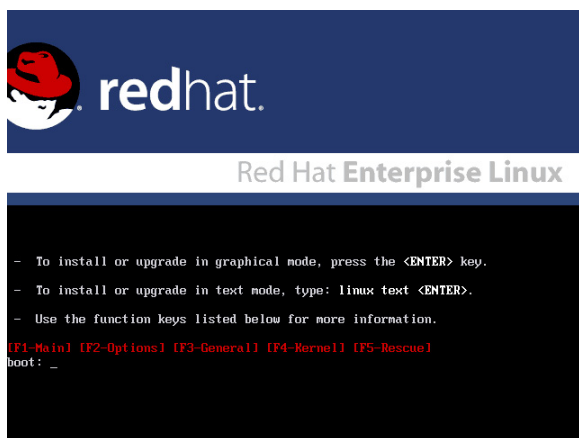 redhat.
Red Hat Enterprise Linux
- To install or upgrade in graphical mode, press the <ENTER> key.
- To install or upgrade in text mode, type: linux text <ENTER>.
- Use the function keys listed below for more information.
[F1-Main] [F2-Options] [F3-General] [F4-Kernel] [F5-Rescue]
boot: _